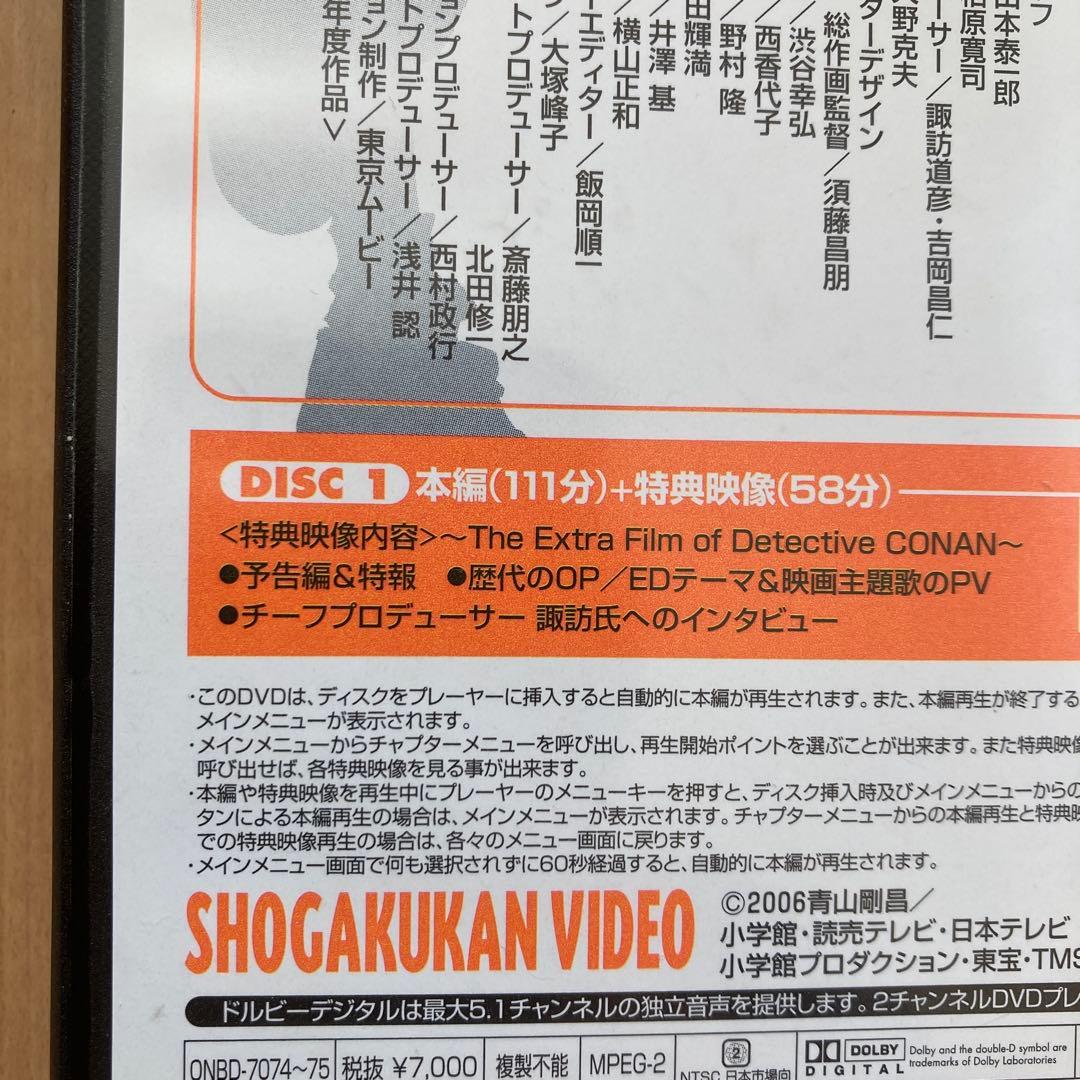 山本泰一郎
柏原寛司
ーサー／諏訪道彦・吉岡昌仁
大野克夫
ターデザイン
総作画監督／須藤昌朋
／渋谷幸弘
／西香代子
／野村 隆
田輝満
／井澤 基
／横山正和
ーエディター／飯岡順一
／大塚峰子
トプロデューサー／斎藤朋之
北田修一
ョンプロデューサー／西村政行
トプロデューサー／浅井 認
ョン制作／東京ムービー
年度作品＞
DISC 1 本編(111分)+特典映像(58分)
<特典映像内容>～The Extra Film of Detective CONAN～
●予告編&特報 ●歴代のOP／EDテーマ&映画主題歌のPV
●チーフプロデューサー 諏訪氏へのインタビュー
・このDVDは、ディスクをプレーヤーに挿入すると自動的に本編が再生されます。また、本編再生が終了する
メインメニューが表示されます。
・メインメニューからチャプターメニューを呼び出し、再生開始ポイントを選ぶことが出来ます。また特典映像
呼び出せば、各特典映像を見る事が出来ます。
・本編や特典映像を再生中にプレーヤーのメニューキーを押すと、ディスク挿入時及びメインメニューからの
タンによる本編再生の場合は、メインメニューが表示されます。チャプターメニューからの本編再生と特典映
での特典映像再生の場合は、各々のメニュー画面に戻ります。
・メインメニュー画面で何も選択されずに60秒経過すると、自動的に本編が再生されます。
SHOGAKUKAN VIDEO
©2006青山剛昌／
小学館・読売テレビ・日本テレビ
小学館プロダクション・東宝・TMS
ドルビーデジタルは最大5.1チャンネルの独立音声を提供します。2チャンネルDVDプレ
ONBD-7074～75 税抜 ¥7,000 複製不能 MPEG-2
2
NTSC 日本市場向
DOLBY
DIGITAL
Dolby and the double-D symbol are
trademarks of Dolby Laboratories